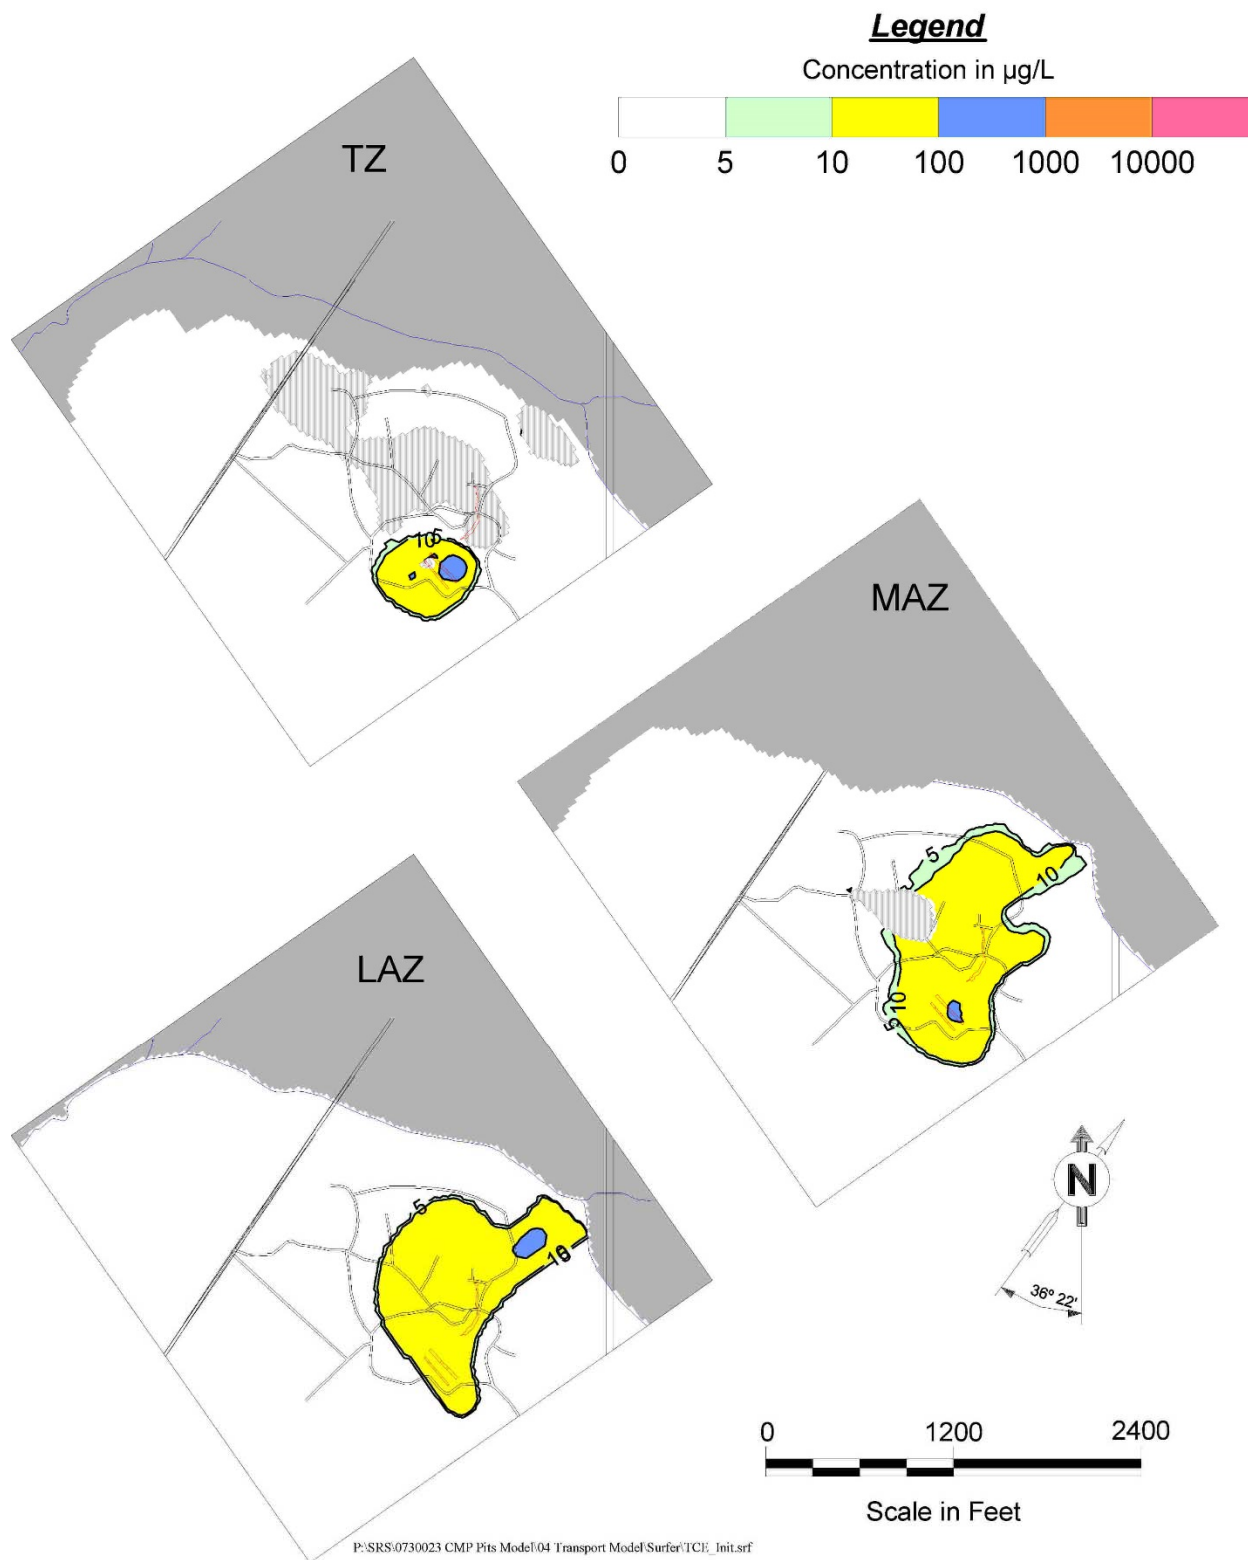 Legend
Concentration in µg/L
0 5 10 100 1000 10000
TZ
10 5
MAZ
5
10
10
5
LAZ
5
10
N
36° 22'
0 1200 2400
Scale in Feet
P:\SRS\0730023 CMP Pits Model\04 Transport Model\Surfer\TCE_Init.srf